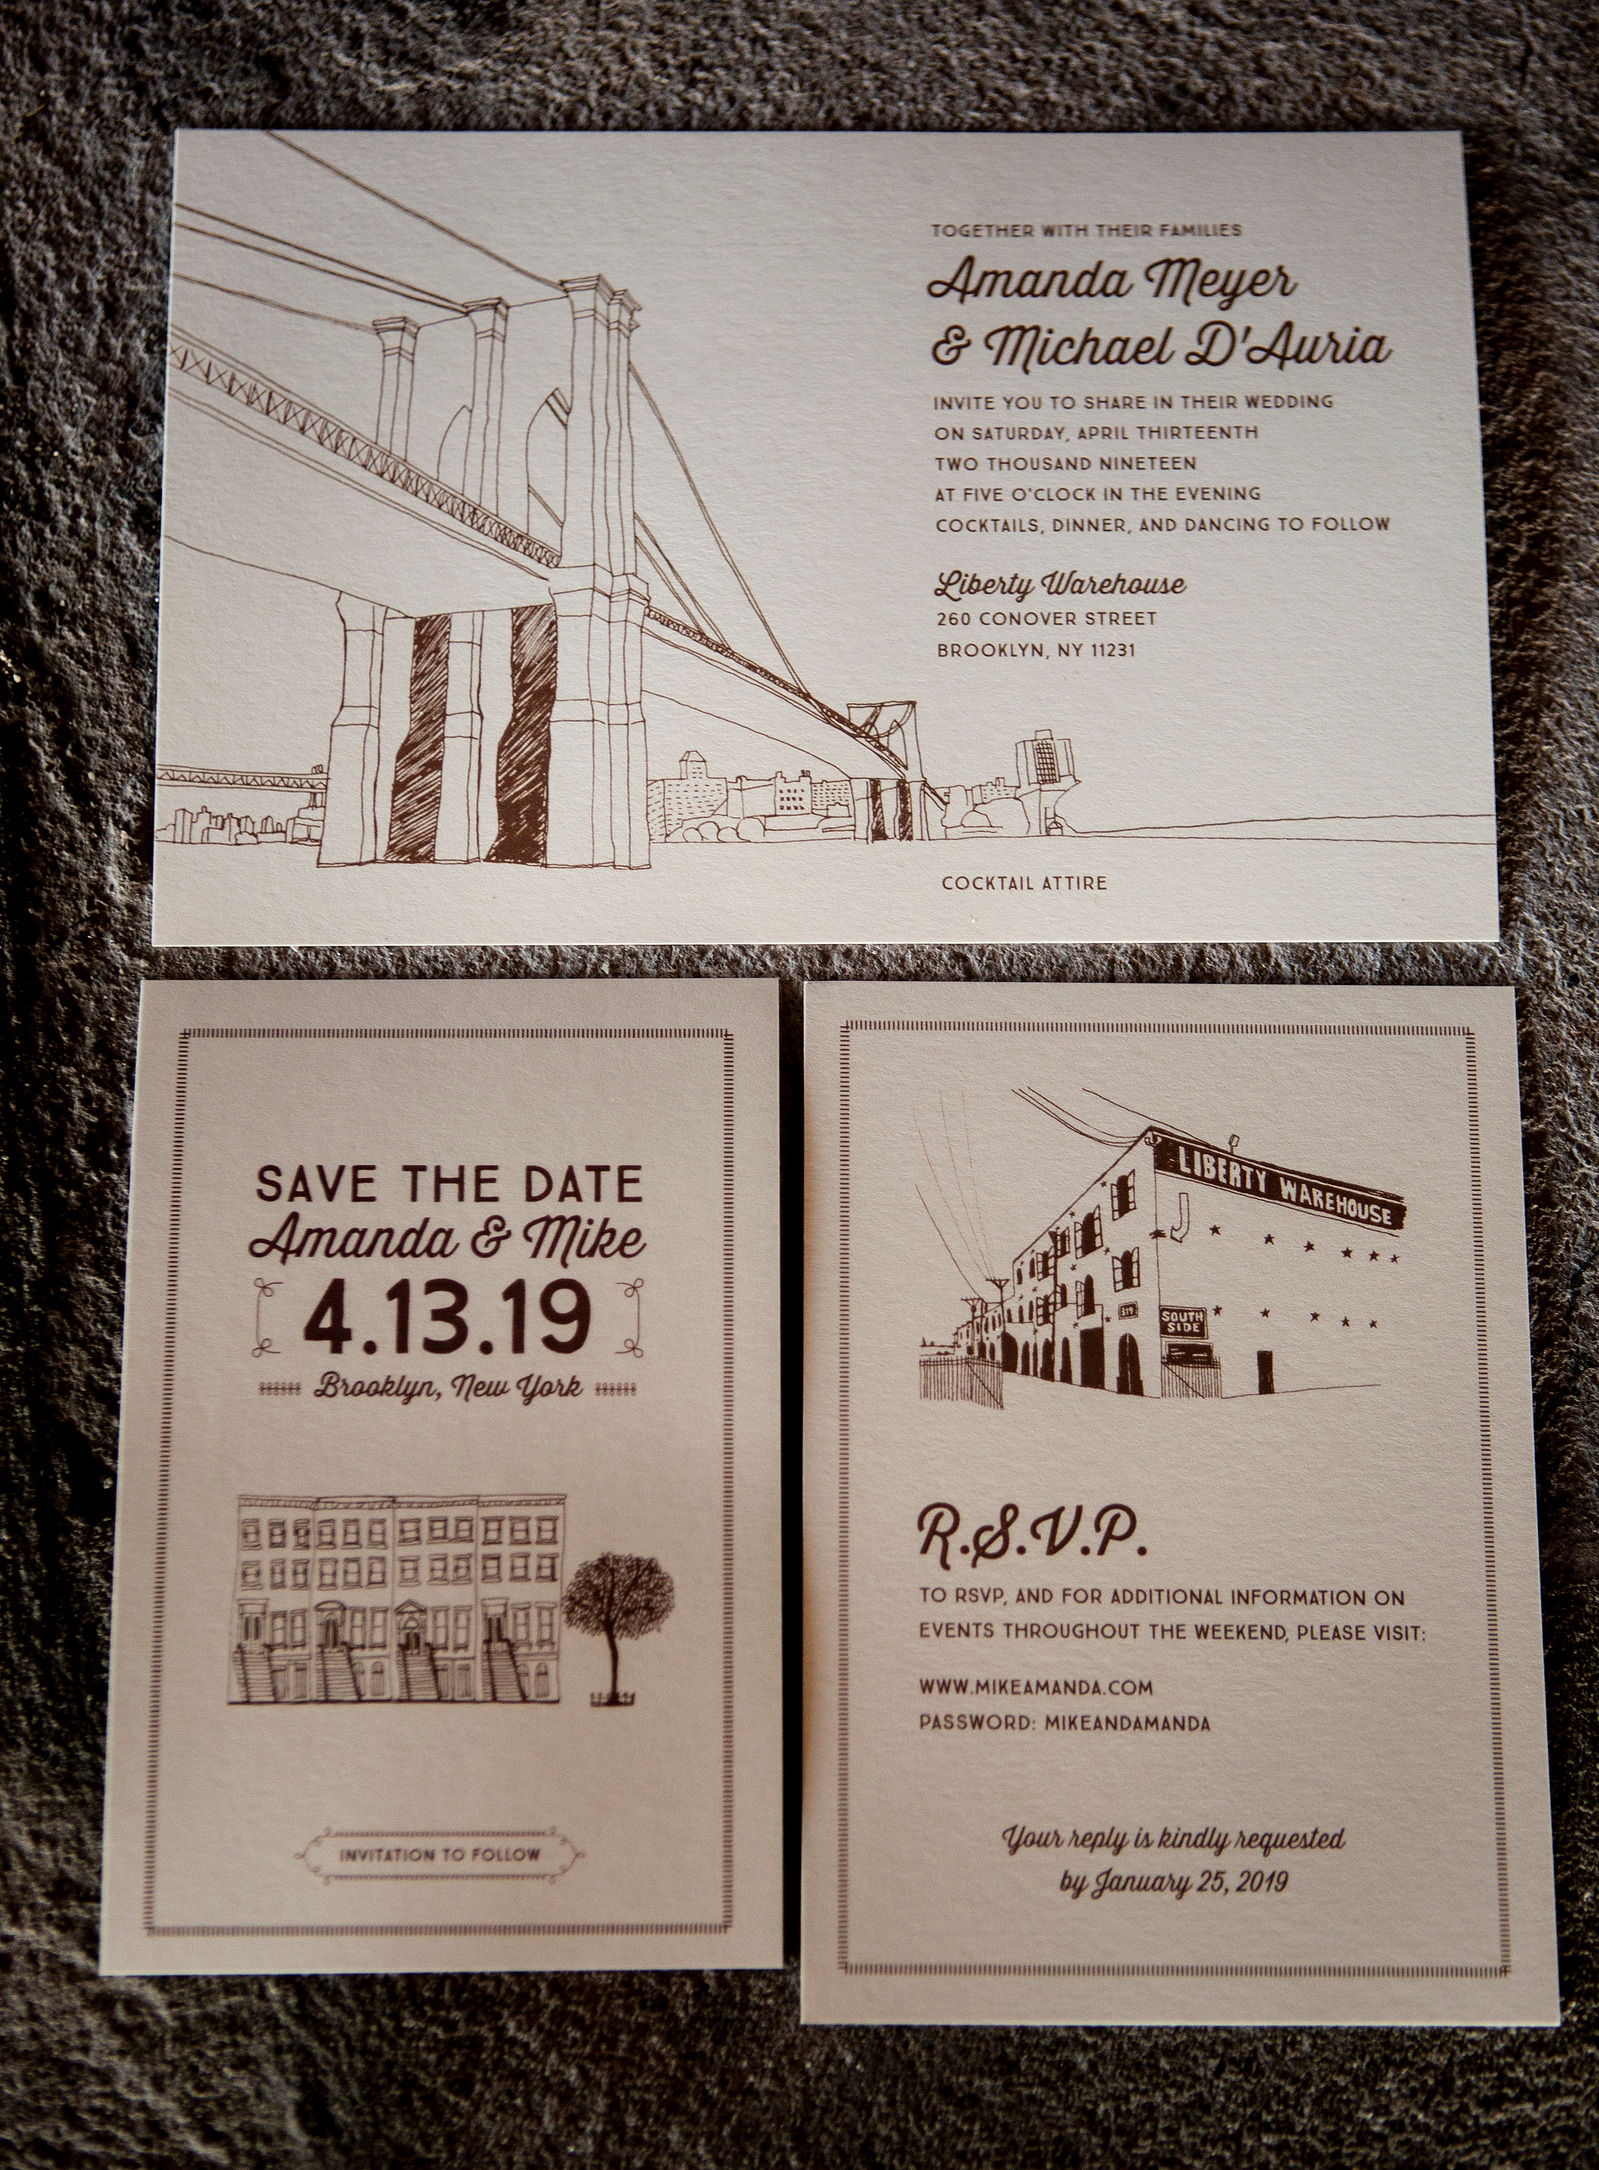 TOGETHER WITH THEIR FAMILIES
Amanda Meyer
& Michael D'Auria
INVITE YOU TO SHARE IN THEIR WEDDING
ON SATURDAY, APRIL THIRTEENTH
TWO THOUSAND NINETEEN
AT FIVE O'CLOCK IN THE EVENING
COCKTAILS, DINNER, AND DANCING TO FOLLOW
Liberty Warehouse
260 CONOVER STREET
BROOKLYN, NY 11231
COCKTAIL ATTIRE
SAVE THE DATE
Amanda & Mike
4.13.19
Brooklyn, New York
INVITATION TO FOLLOW
LIBERTY WAREHOUSE
SOUTH
SIDE
R.S.V.P.
TO RSVP, AND FOR ADDITIONAL INFORMATION ON
EVENTS THROUGHOUT THE WEEKEND, PLEASE VISIT:
WWW.MIKEAMANDA.COM
PASSWORD: MIKEANDAMANDA
Your reply is kindly requested
by January 25, 2019